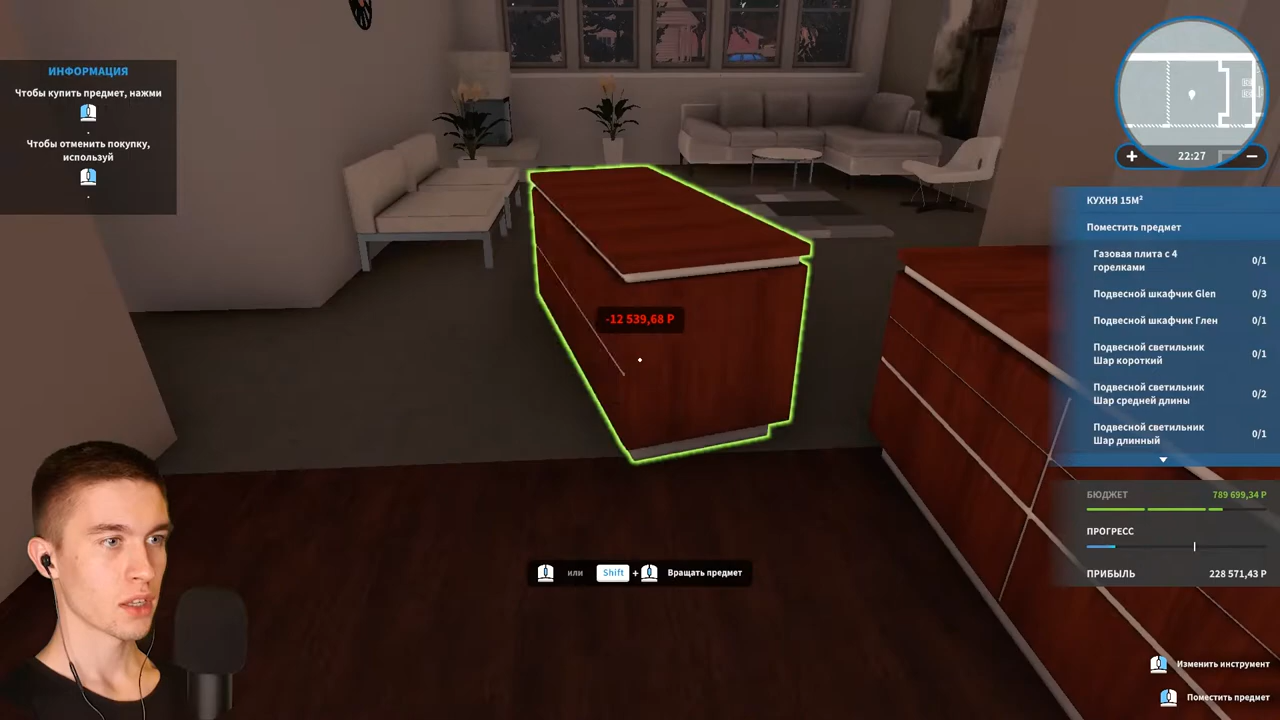 ИНФОРМАЦИЯ
Чтобы купить предмет, нажми
.
Чтобы отменить покупку,
используй
.
22:27
КУХНЯ 15М²
Поместить предмет
Газовая плита с 4
горелками
0/1
Подвесной шкафчик Glen
0/3
Подвесной шкафчик Глен
0/1
Подвесной светильник
Шар короткий
0/1
Подвесной светильник
Шар средней длины
0/2
Подвесной светильник
Шар длинный
0/1
-12 539,68 Р
БЮДЖЕТ
789 699,34 Р
ПРОГРЕСС
ПРИБЫЛЬ
228 571,43 Р
или Shift + Вращать предмет
Изменить инструмент
Поместить предмет